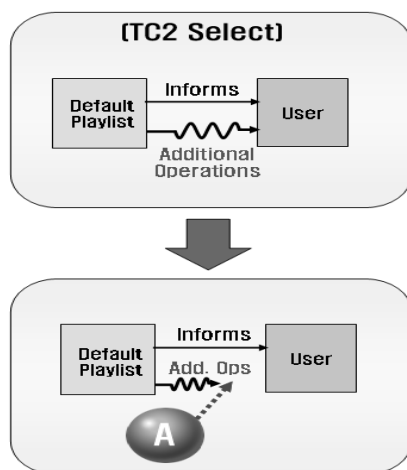 (TC2 Select)
Informs
Default
Playlist
User
Additional
Operations
Informs
Default
Playlist
Add. Ops
User
A